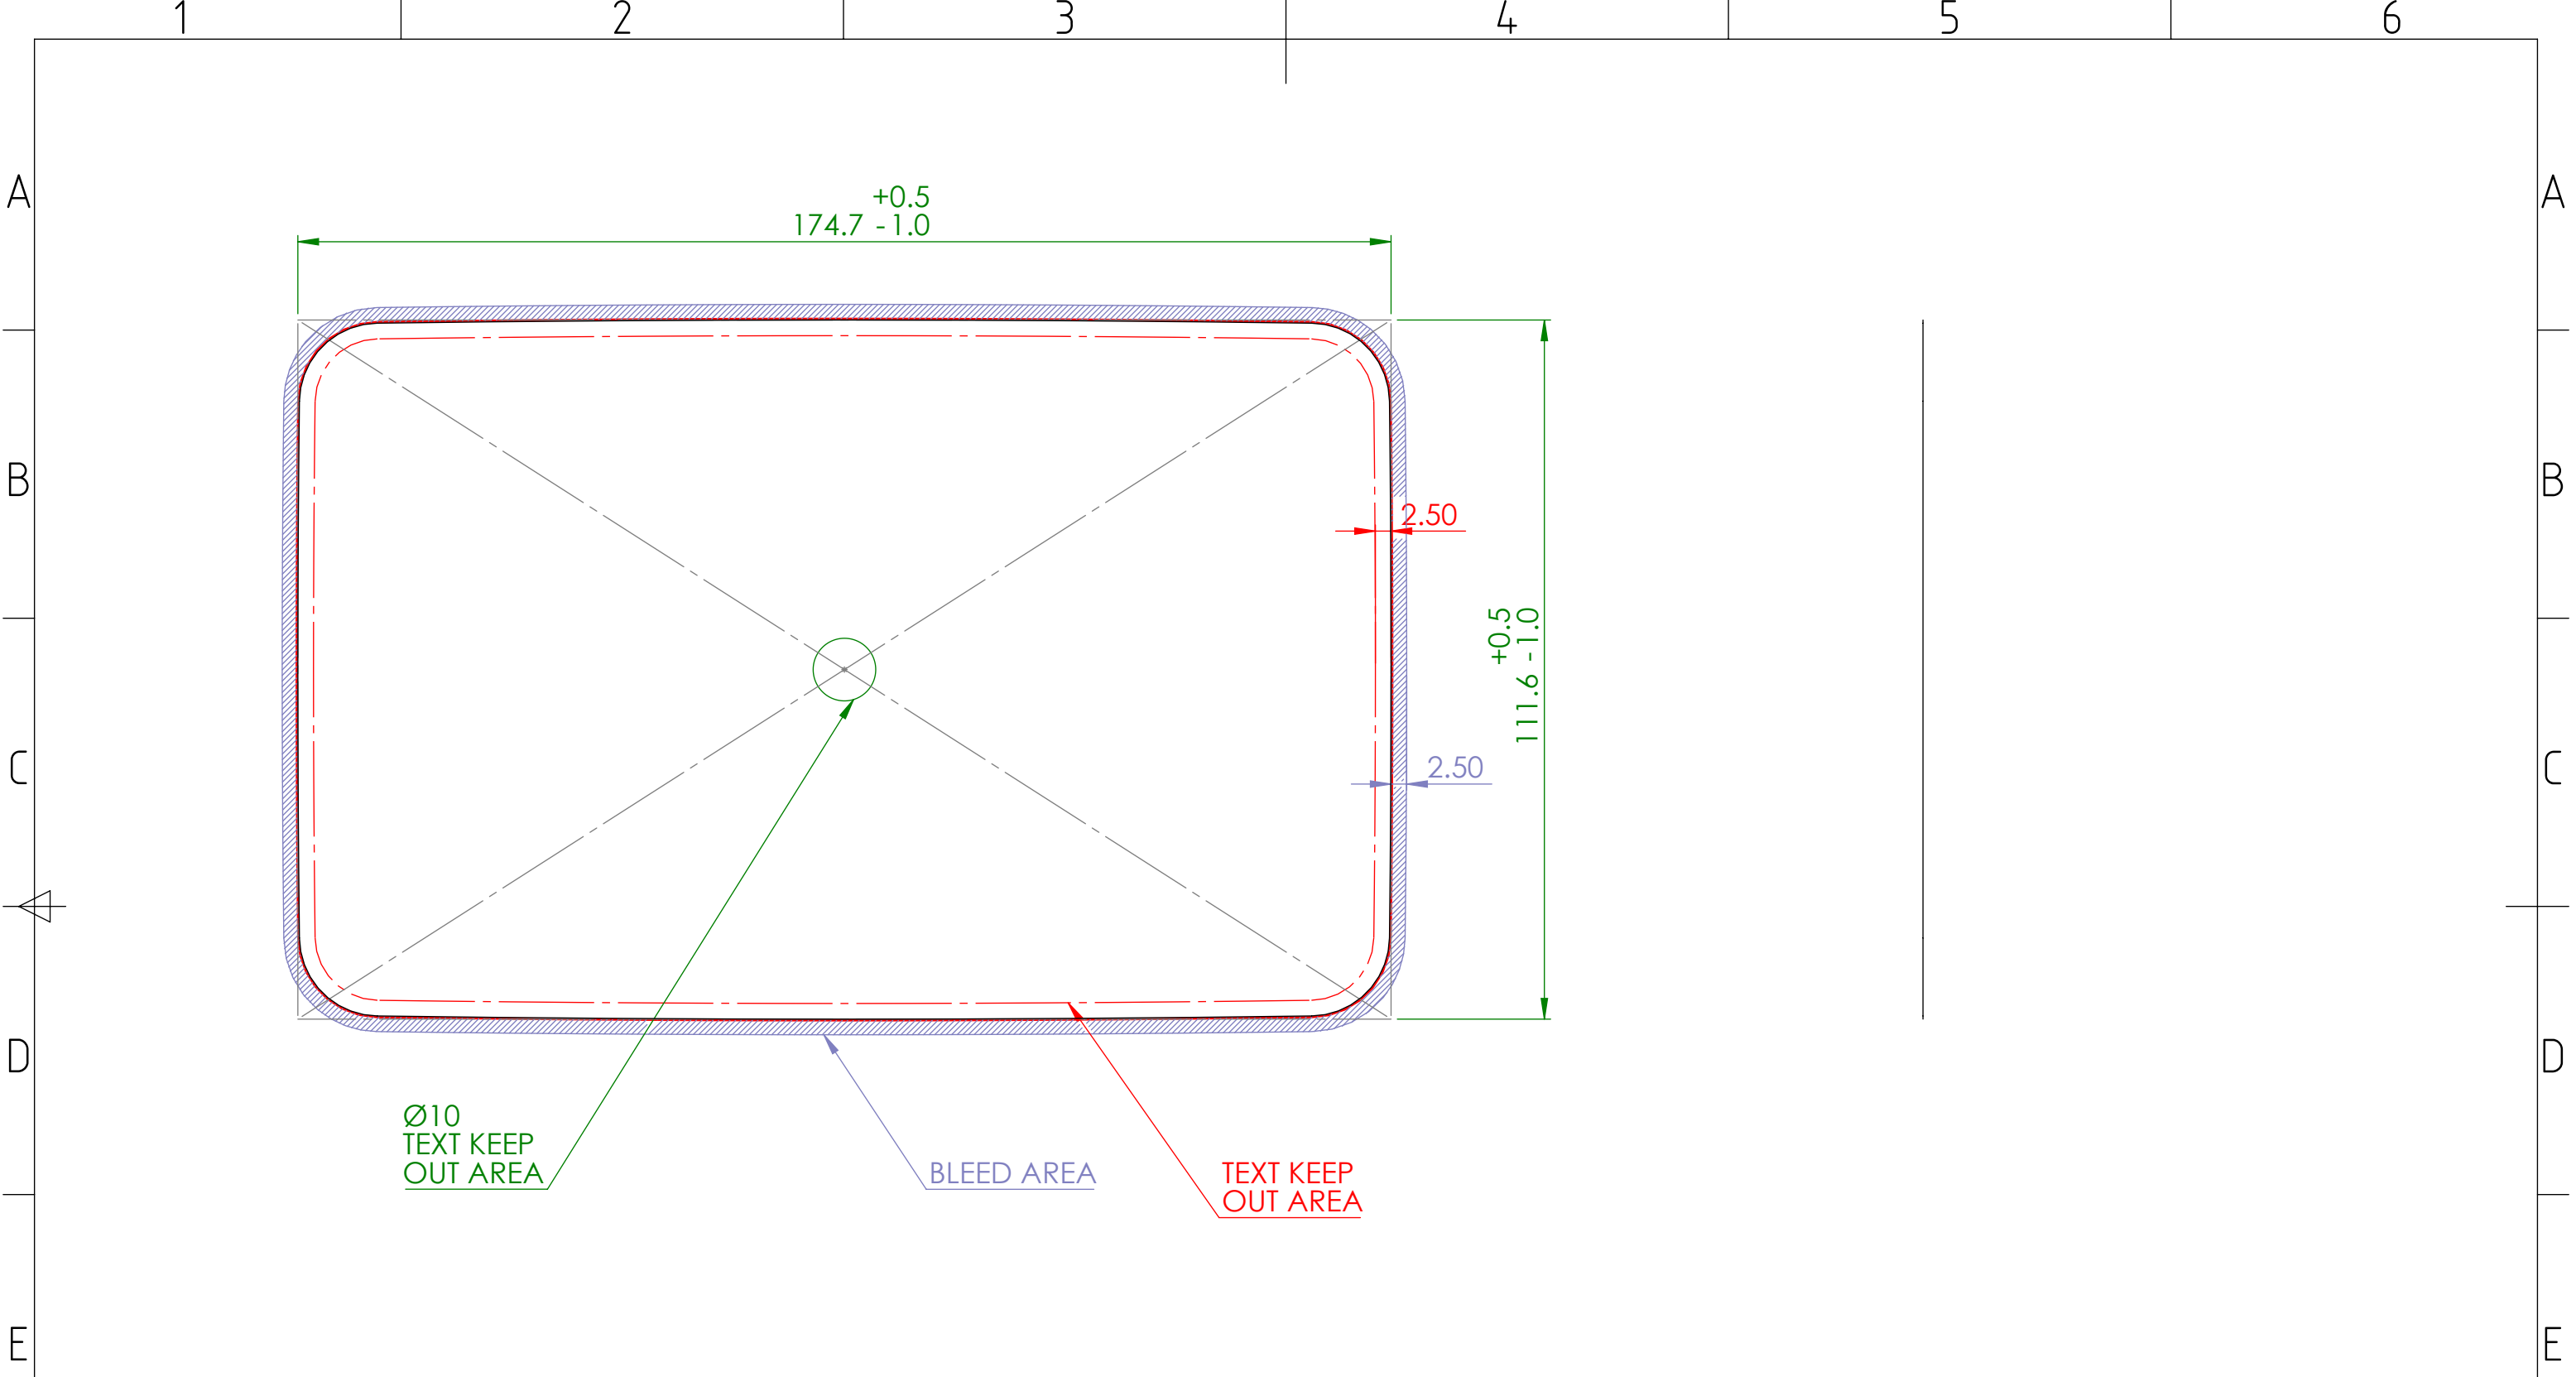 1 2 3 4 5 6
A A
+0.5
174.7 -1.0
B B
2.50
+0.5
111.6 -1.0
C C
2.50
D D
Ø10
TEXT KEEP
OUT AREA
BLEED AREA
TEXT KEEP
OUT AREA
E E